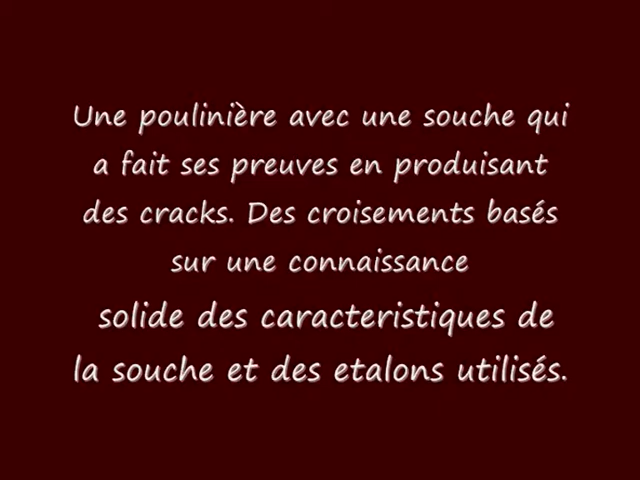 Une poulinière avec une souche qui
a fait ses preuves en produisant
des cracks. Des croisements basés
sur une connaissance
solide des caracteristiques de
la souche et des etalons utilisés.